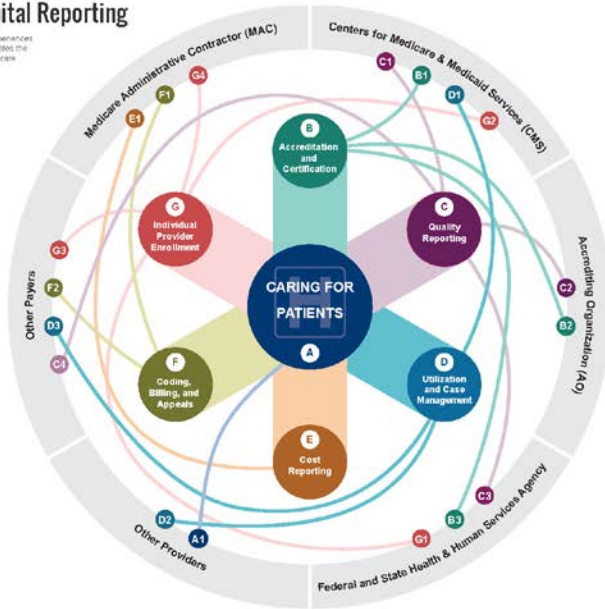 pital Reporting
Medicare Administrative Contractor (MAC)
Centers for Medicare & Medicaid Services (CMS)
Accrediting Organization (AO)
Federal and State Health & Human Services Agency
Other Providers
Other Payers
E1
F1
G4
C1
B1
D1
G2
G3
F2
D3
C4
C2
B2
C3
B3
G1
D2
A1
B
Accreditation
and
Certification
G
Individual
Provider
Enrollment
C
Quality
Reporting
H
CARING FOR
PATIENTS
A
F
Coding,
Billing, and
Appeals
D
Utilization
and Case
Management
E
Cost
Reporting